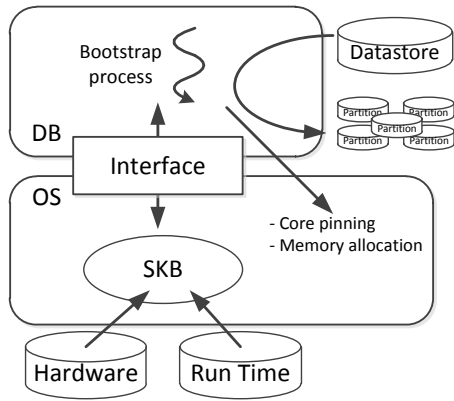 Bootstrap
process
Datastore
Partition
Partition
Partition
Partition
Partition
DB
Interface
OS
- Core pinning
- Memory allocation
SKB
Hardware
Run Time